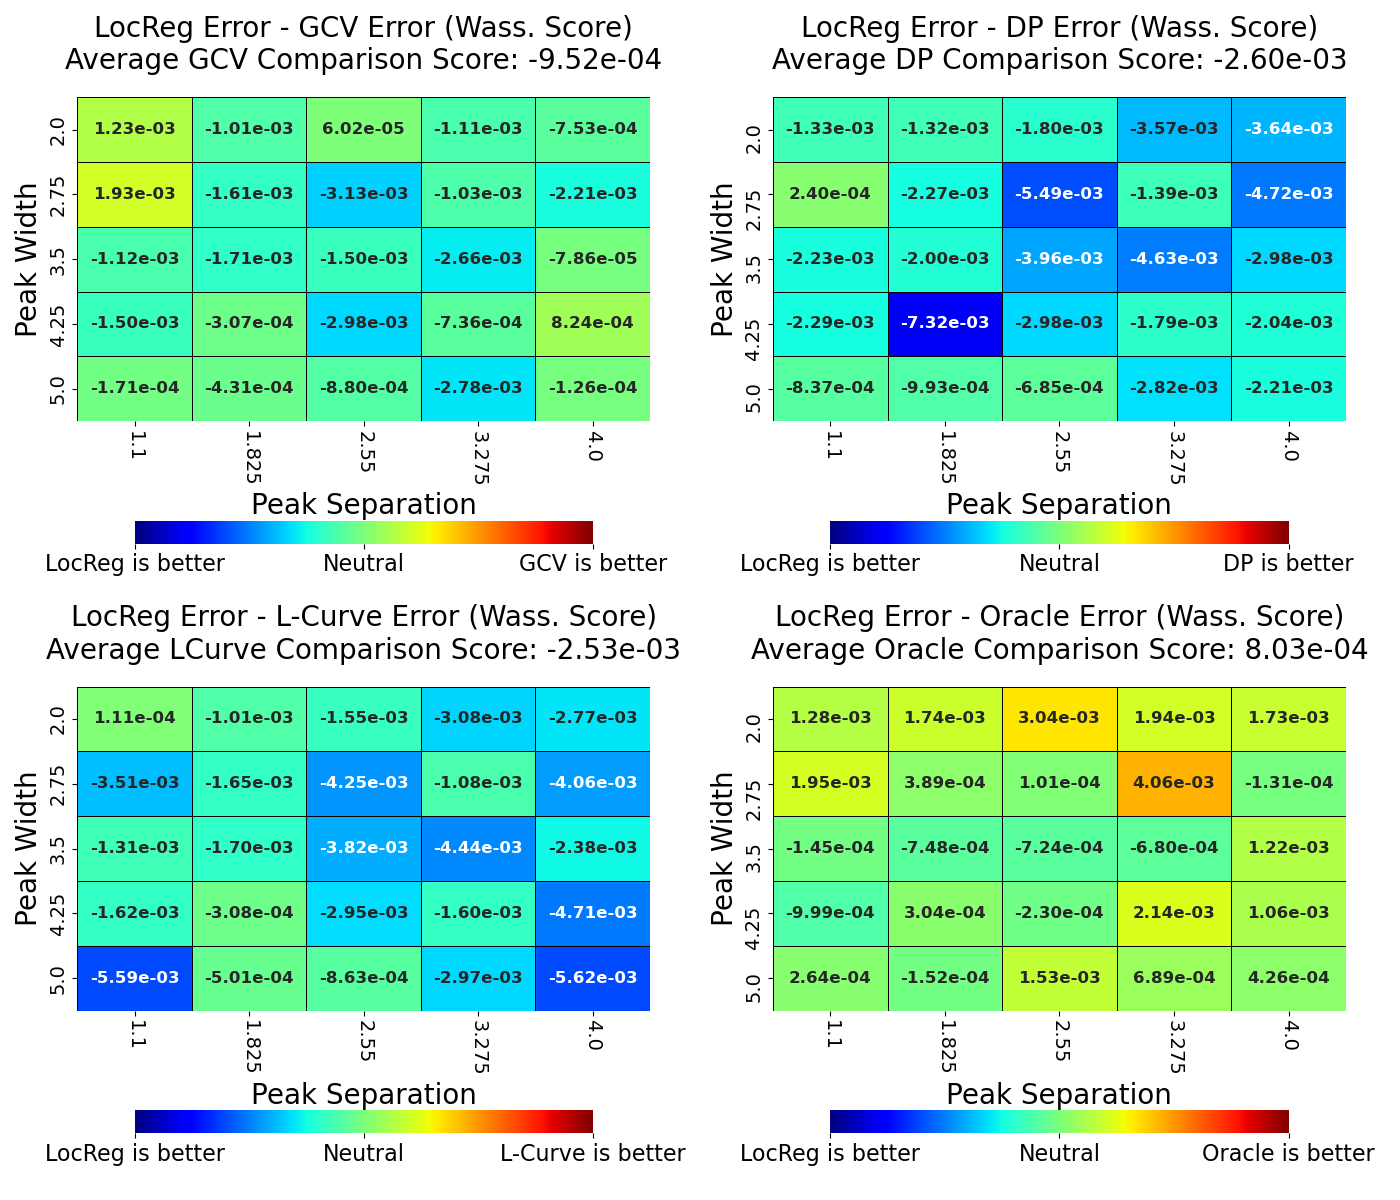 LocReg Error - GCV Error (Wass. Score)
Average GCV Comparison Score: -9.52e-04
Peak Width
2.0 1.23e-03 -1.01e-03 6.02e-05 -1.11e-03 -7.53e-04
2.75 1.93e-03 -1.61e-03 -3.13e-03 -1.03e-03 -2.21e-03
3.5 -1.12e-03 -1.71e-03 -1.50e-03 -2.66e-03 -7.86e-05
4.25 -1.50e-03 -3.07e-04 -2.98e-03 -7.36e-04 8.24e-04
5.0 -1.71e-04 -4.31e-04 -8.80e-04 -2.78e-03 -1.26e-04
1.1 1.825 2.55 3.275 4.0
Peak Separation
LocReg is better Neutral GCV is better
LocReg Error - DP Error (Wass. Score)
Average DP Comparison Score: -2.60e-03
Peak Width
2.0 -1.33e-03 -1.32e-03 -1.80e-03 -3.57e-03 -3.64e-03
2.75 2.40e-04 -2.27e-03 -5.49e-03 -1.39e-03 -4.72e-03
3.5 -2.23e-03 -2.00e-03 -3.96e-03 -4.63e-03 -2.98e-03
4.25 -2.29e-03 -7.32e-03 -2.98e-03 -1.79e-03 -2.04e-03
5.0 -8.37e-04 -9.93e-04 -6.85e-04 -2.82e-03 -2.21e-03
1.1 1.825 2.55 3.275 4.0
Peak Separation
LocReg is better Neutral DP is better
LocReg Error - L-Curve Error (Wass. Score)
Average LCurve Comparison Score: -2.53e-03
Peak Width
2.0 1.11e-04 -1.01e-03 -1.55e-03 -3.08e-03 -2.77e-03
2.75 -3.51e-03 -1.65e-03 -4.25e-03 -1.08e-03 -4.06e-03
3.5 -1.31e-03 -1.70e-03 -3.82e-03 -4.44e-03 -2.38e-03
4.25 -1.62e-03 -3.08e-04 -2.95e-03 -1.60e-03 -4.71e-03
5.0 -5.59e-03 -5.01e-04 -8.63e-04 -2.97e-03 -5.62e-03
1.1 1.825 2.55 3.275 4.0
Peak Separation
LocReg is better Neutral L-Curve is better
LocReg Error - Oracle Error (Wass. Score)
Average Oracle Comparison Score: 8.03e-04
Peak Width
2.0 1.28e-03 1.74e-03 3.04e-03 1.94e-03 1.73e-03
2.75 1.95e-03 3.89e-04 1.01e-04 4.06e-03 -1.31e-04
3.5 -1.45e-04 -7.48e-04 -7.24e-04 -6.80e-04 1.22e-03
4.25 -9.99e-04 3.04e-04 -2.30e-04 2.14e-03 1.06e-03
5.0 2.64e-04 -1.52e-04 1.53e-03 6.89e-04 4.26e-04
1.1 1.825 2.55 3.275 4.0
Peak Separation
LocReg is better Neutral Oracle is better